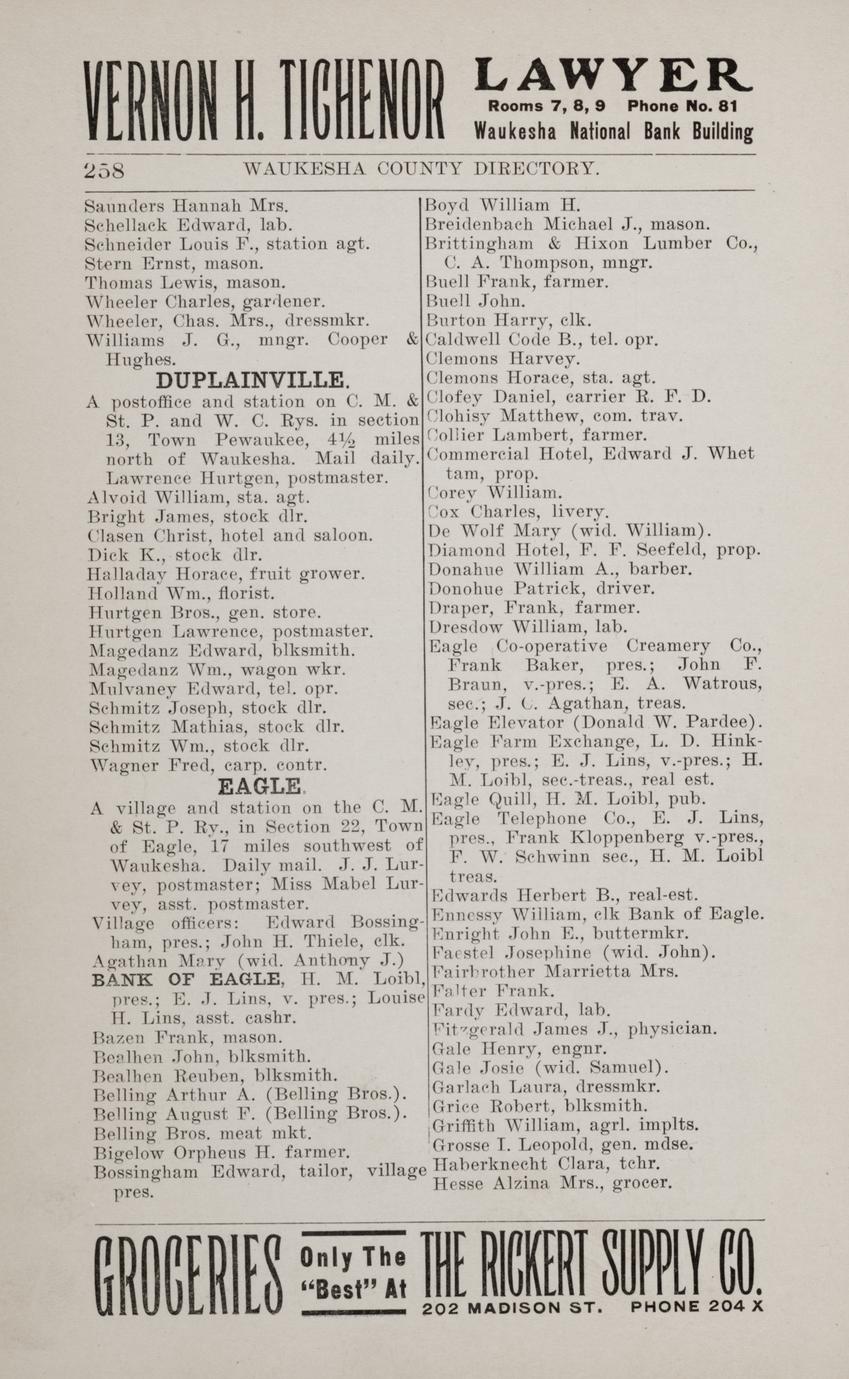 VERNON H. TICHENOR
LAWYER
Rooms 7, 8, 9 Phone No. 81
Waukesha National Bank Building
258 WAUKESHA COUNTY DIRECTORY.
Saunders Hannah Mrs.
Schellack Edward, lab.
Schneider Louis F., station agt.
Stern Ernst, mason.
Thomas Lewis, mason.
Wheeler Charles, gardener.
Wheeler, Chas. Mrs., dressmkr.
Williams J. G., mngr. Cooper &
Hughes.
DUPLAINVILLE.
A postoffice and station on C. M. &
St. P. and W. C. Rys. in section
13, Town Pewaukee, 4½ miles
north of Waukesha. Mail daily.
Lawrence Hurtgen, postmaster.
Alvoid William, sta. agt.
Bright James, stock dlr.
Clasen Christ, hotel and saloon.
Dick K., stock dlr.
Halladay Horace, fruit grower.
Holland Wm., florist.
Hurtgen Bros., gen. store.
Hurtgen Lawrence, postmaster.
Magedanz Edward, blksmith.
Magedanz Wm., wagon wkr.
Mulvaney Edward, tel. opr.
Schmitz Joseph, stock dlr.
Schmitz Mathias, stock dlr.
Schmitz Wm., stock dlr.
Wagner Fred, carp. contr.
EAGLE.
A village and station on the C. M.
& St. P. Ry., in Section 22, Town
of Eagle, 17 miles southwest of
Waukesha. Daily mail. J. J. Lur-
vey, postmaster; Miss Mabel Lur-
vey, asst. postmaster.
Village officers: Edward Bossing-
ham, pres.; John H. Thiele, clk.
Agathan Mary (wid. Anthony J.)
BANK OF EAGLE, H. M. Loibl,
pres.; E. J. Lins, v. pres.; Louise
H. Lins, asst. cashr.
Bazen Frank, mason.
Bealhen John, blksmith.
Bealhen Reuben, blksmith.
Belling Arthur A. (Belling Bros.).
Belling August F. (Belling Bros.).
Belling Bros. meat mkt.
Bigelow Orpheus H. farmer.
Bossingham Edward, tailor, village
pres.
Boyd William H.
Breidenbach Michael J., mason.
Brittingham & Hixon Lumber Co.,
C. A. Thompson, mngr.
Buell Frank, farmer.
Buell John.
Burton Harry, clk.
Caldwell Code B., tel. opr.
Clemons Harvey.
Clemons Horace, sta. agt.
Clofey Daniel, carrier R. F. D.
Clohisy Matthew, com. trav.
Collier Lambert, farmer.
Commercial Hotel, Edward J. Whet
tam, prop.
Corey William.
Cox Charles, livery.
De Wolf Mary (wid. William).
Diamond Hotel, F. F. Seefeld, prop.
Donahue William A., barber.
Donohue Patrick, driver.
Draper, Frank, farmer.
Dresdow William, lab.
Eagle Co-operative Creamery Co.,
Frank Baker, pres.; John F.
Braun, v.-pres.; E. A. Watrous,
sec.; J. C. Agathan, treas.
Eagle Elevator (Donald W. Pardee).
Eagle Farm Exchange, L. D. Hink-
ley, pres.; E. J. Lins, v.-pres.; H.
M. Loibl, sec.-treas., real est.
Eagle Quill, H. M. Loibl, pub.
Eagle Telephone Co., E. J. Lins,
pres., Frank Kloppenberg v.-pres.,
F. W. Schwinn sec., H. M. Loibl
treas.
Edwards Herbert B., real-est.
Ennessy William, clk Bank of Eagle.
Enright John E., buttermkr.
Faestel Josephine (wid. John).
Fairbrother Marrietta Mrs.
Falter Frank.
Fardy Edward, lab.
Fitzgerald James J., physician.
Gale Henry, engnr.
Gale Josie (wid. Samuel).
Garlach Laura, dressmkr.
Grice Robert, blksmith.
Griffith William, agrl. implts.
Grosse I. Leopold, gen. mdse.
Haberknecht Clara, tchr.
Hesse Alzina Mrs., grocer.
GROCERIES
Only The
"Best" At
THE RICKERT SUPPLY CO.
202 MADISON ST. PHONE 204 X